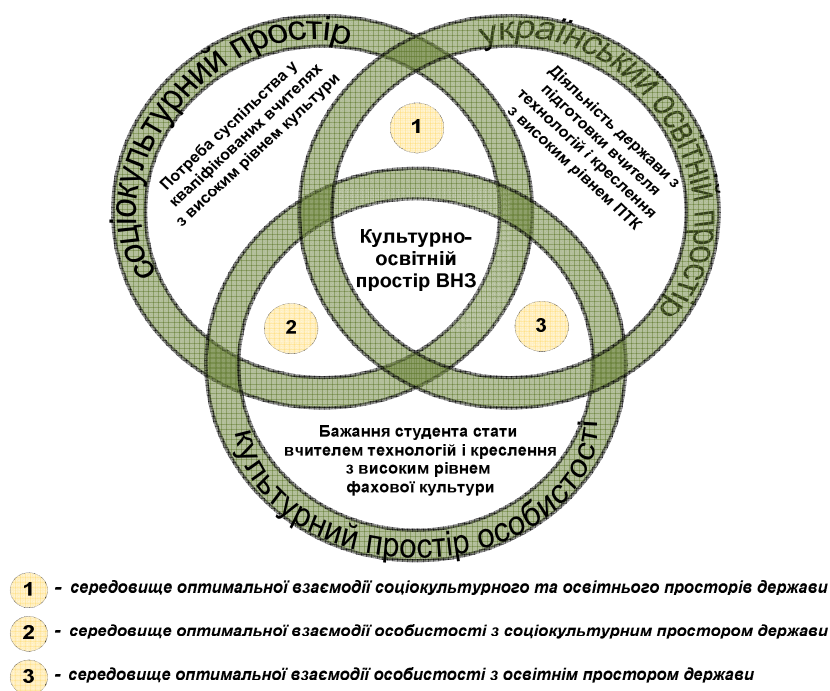 соціокультурний простір
український освітній простір
Потреба суспільства у
кваліфікованих вчителях
з високим рівнем культури
Діяльність держави з
підготовки вчителя
технологій і креслення
з високим рівнем ПТК
1
Культурно-
освітній
простір ВНЗ
2
3
Бажання студента стати
вчителем технологій і креслення
з високим рівнем
фахової культури
культурний простір особистості
1 - середовище оптимальної взаємодії соціокультурного та освітнього просторів держави
2 - середовище оптимальної взаємодії особистості з соціокультурним простором держави
3 - середовище оптимальної взаємодії особистості з освітнім простором держави